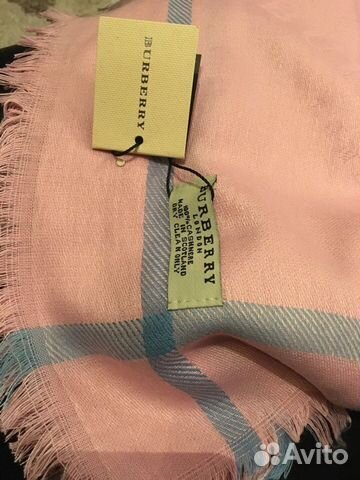 BURBERRY
BURBERRY
LONDON
100% CASHMERE
MADE IN SCOTLAND
DRY CLEAN ONLY
Avito